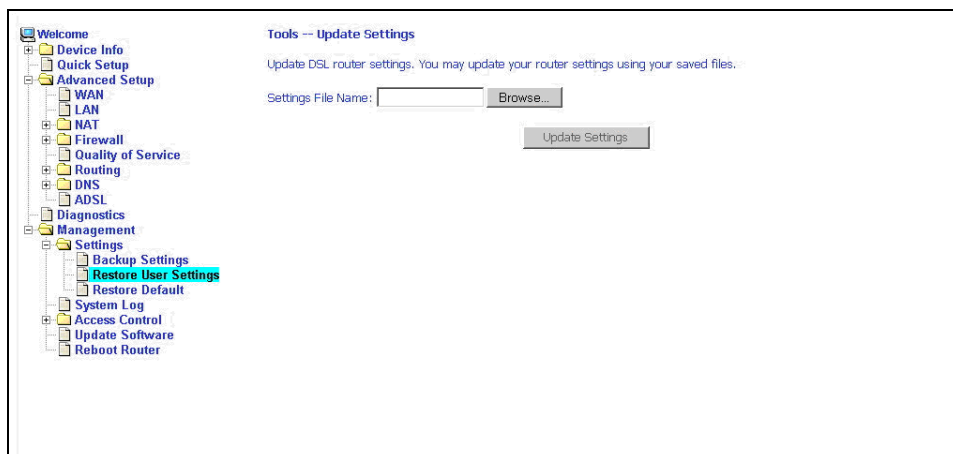 Welcome
Device Info
Quick Setup
Advanced Setup
WAN
LAN
NAT
Firewall
Quality of Service
Routing
DNS
ADSL
Diagnostics
Management
Settings
Backup Settings
Restore User Settings
Restore Default
System Log
Access Control
Update Software
Reboot Router
Tools -- Update Settings
Update DSL router settings. You may update your router settings using your saved files.
Settings File Name: Browse...
Update Settings